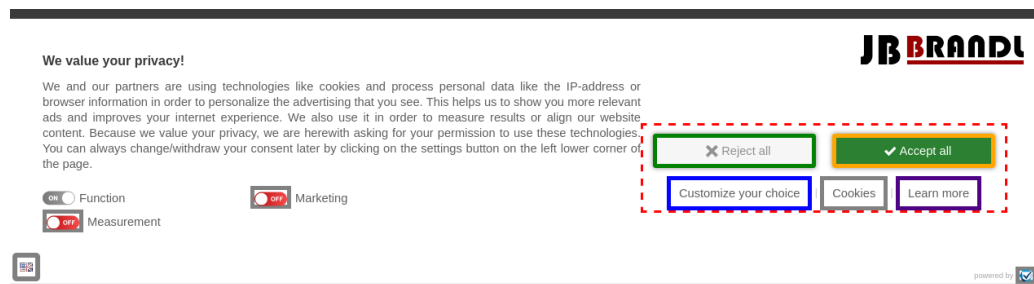 JB BRANDL
We value your privacy!
We and our partners are using technologies like cookies and process personal data like the IP-address or
browser information in order to personalize the advertising that you see. This helps us to show you more relevant
ads and improves your internet experience. We also use it in order to measure results or align our website
content. Because we value your privacy, we are herewith asking for your permission to use these technologies.
You can always change/withdraw your consent later by clicking on the settings button on the left lower corner of
the page.
Reject all
Accept all
Customize your choice | Cookies | Learn more
ON Function
OFF Marketing
OFF Measurement
powered by